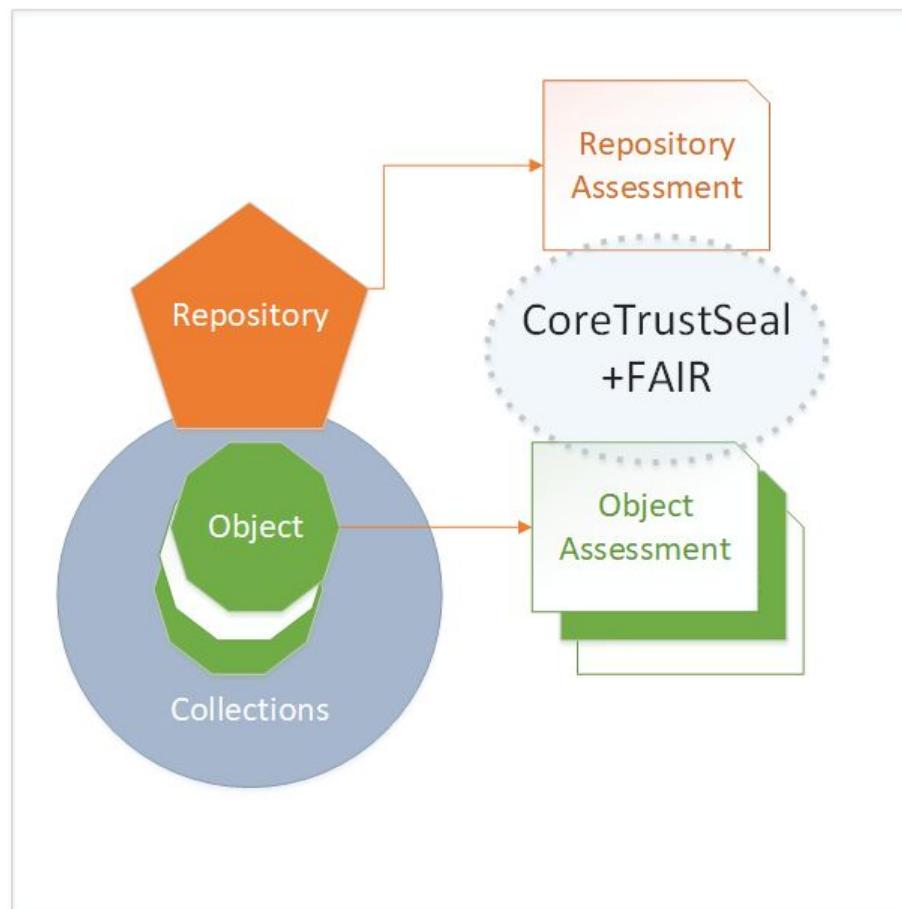 Repository
Assessment
Repository
CoreTrustSeal
+FAIR
Object
Object
Assessment
Collections